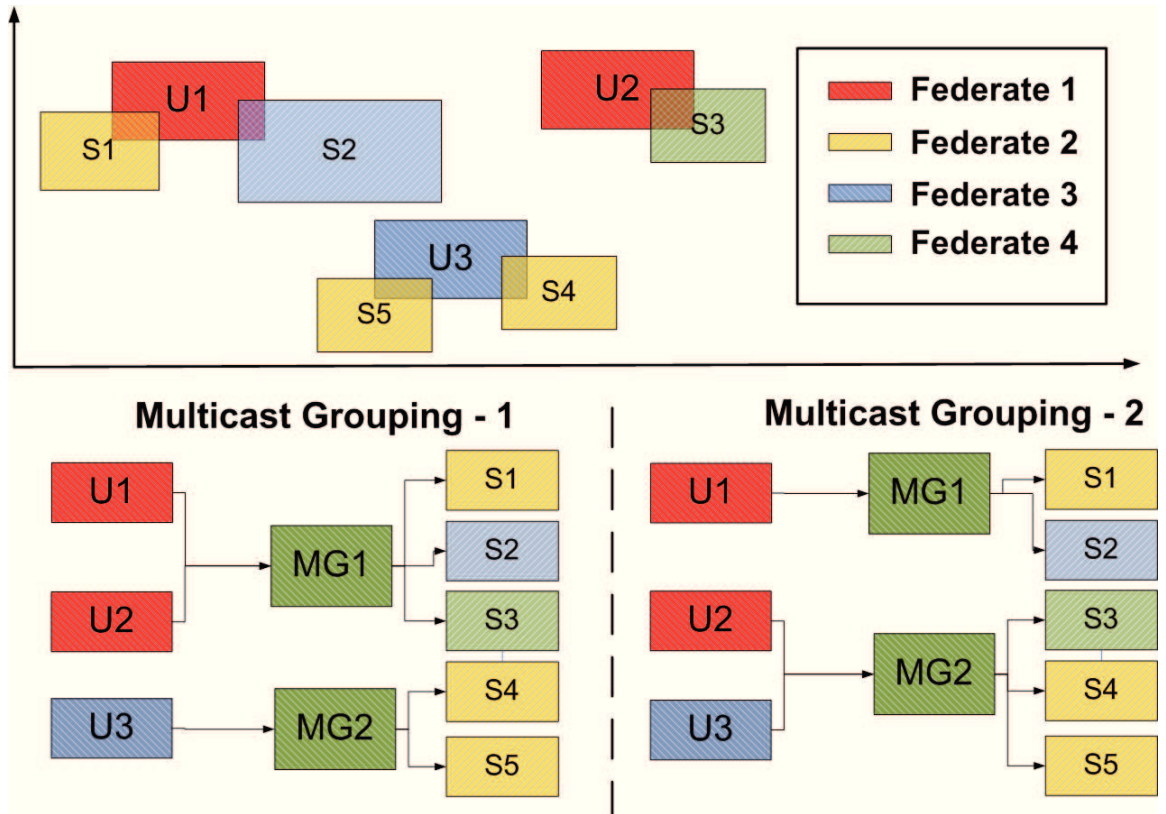 U1
U2
S1
S2
S3
U3
S4
S5
Federate 1
Federate 2
Federate 3
Federate 4
Multicast Grouping - 1
U1
U2
U3
MG1
MG2
S1
S2
S3
S4
S5
Multicast Grouping - 2
U1
U2
U3
MG1
MG2
S1
S2
S3
S4
S5